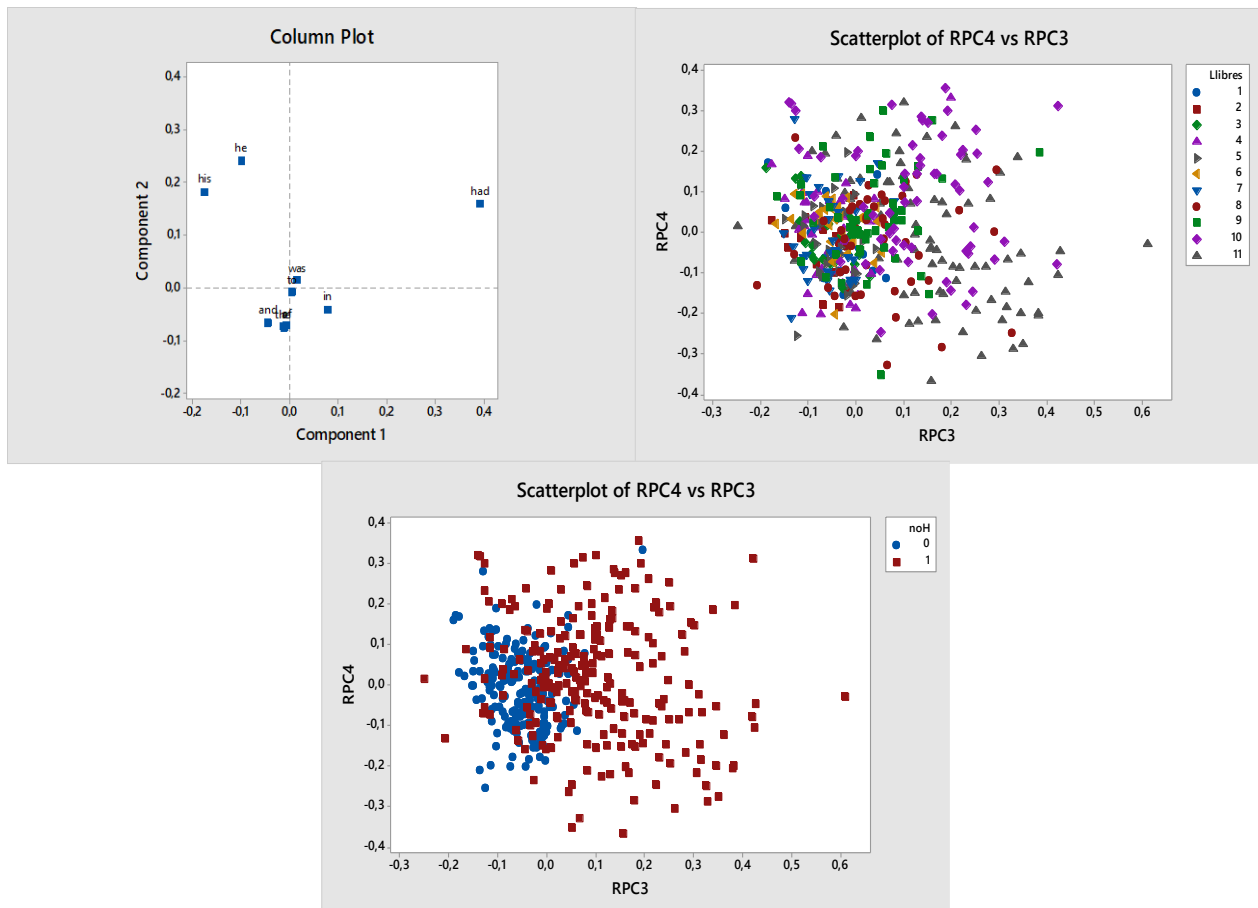 Column Plot
0,4
0,3
0,2
0,1
0,0
-0,1
-0,2
Component 2
he
his
had
was
to
in
and
-0,2 -0,1 0,0 0,1 0,2 0,3 0,4
Component 1
Scatterplot of RPC4 vs RPC3
0,4
0,3
0,2
0,1
0,0
-0,1
-0,2
-0,3
-0,4
RPC4
-0,3 -0,2 -0,1 0,0 0,1 0,2 0,3 0,4 0,5 0,6
RPC3
Llibres
1
2
3
4
5
6
7
8
9
10
11
Scatterplot of RPC4 vs RPC3
0,4
0,3
0,2
0,1
0,0
-0,1
-0,2
-0,3
-0,4
RPC4
-0,3 -0,2 -0,1 0,0 0,1 0,2 0,3 0,4 0,5 0,6
RPC3
noH
0
1